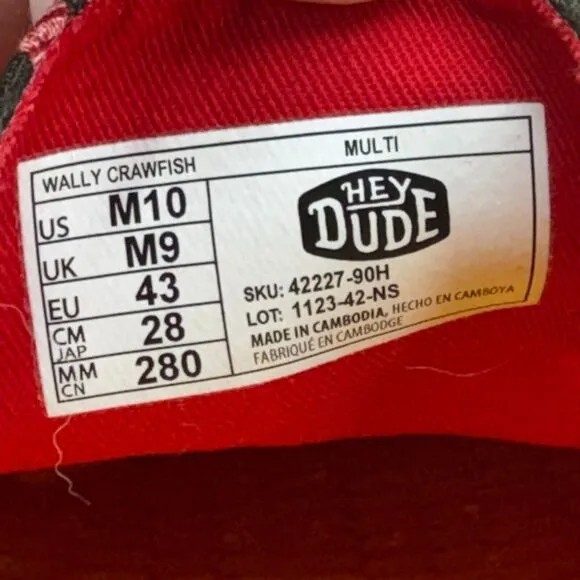 WALLY CRAWFISH MULTI
US M10
UK M9
EU 43
CM JAP 28
MM CN 280
HEY DUDE
SKU: 42227-90H
LOT: 1123-42-NS
MADE IN CAMBODIA, HECHO EN CAMBOYA
FABRIQUÉ EN CAMBODGE